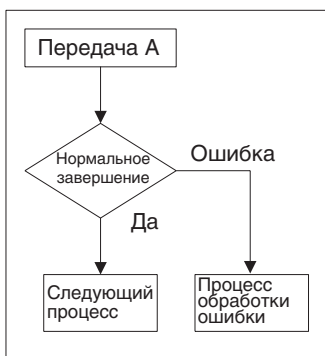 Передача А
Нормальное
завершение
Ошибка
Да
Следующий
процесс
Процесс
обработки
ошибки